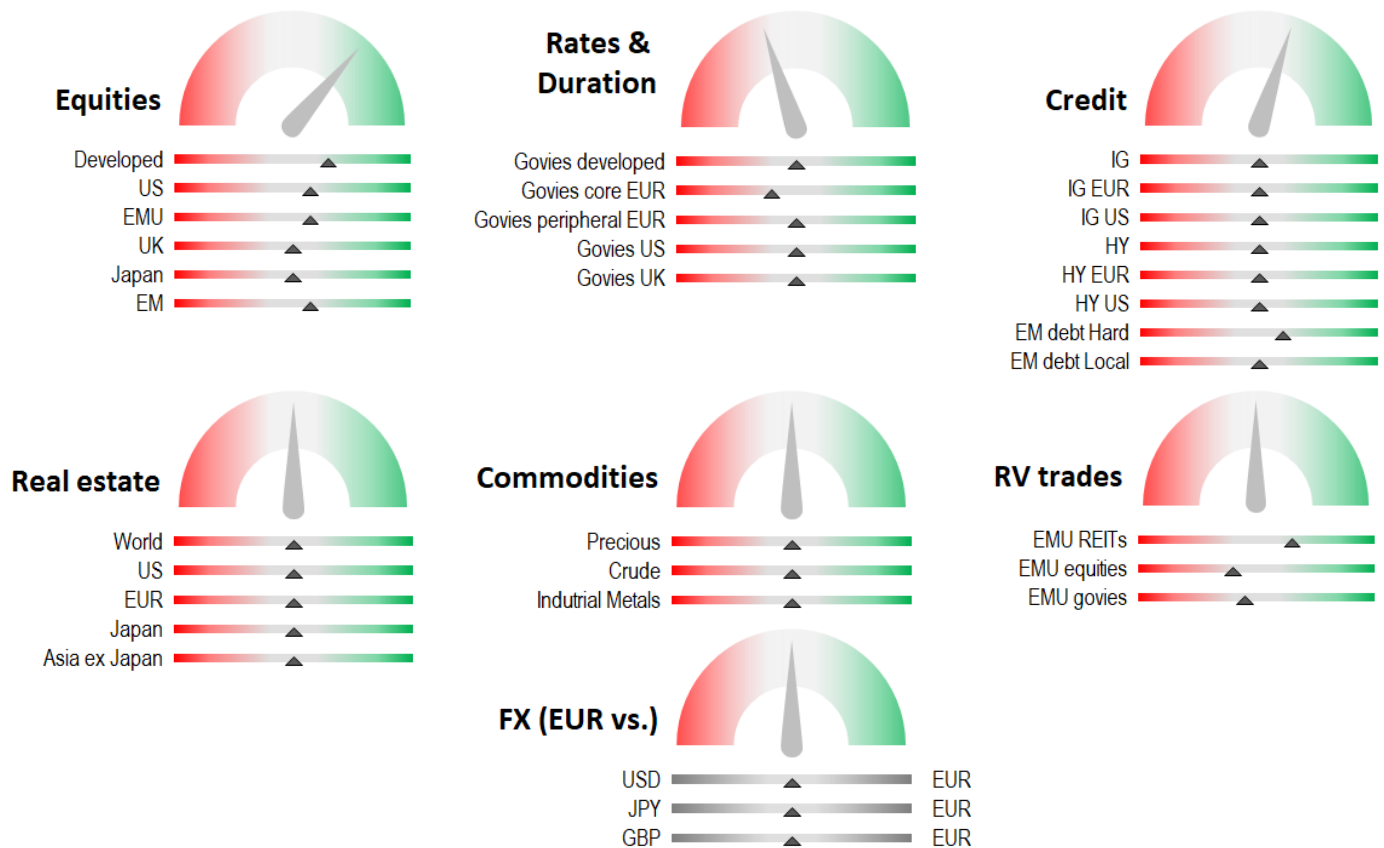 Equities
Developed
US
EMU
UK
Japan
EM
Rates &
Duration
Govies developed
Govies core EUR
Govies peripheral EUR
Govies US
Govies UK
Credit
IG
IG EUR
IG US
HY
HY EUR
HY US
EM debt Hard
EM debt Local
Real estate
World
US
EUR
Japan
Asia ex Japan
Commodities
Precious
Crude
Indutrial Metals
RV trades
EMU REITs
EMU equities
EMU govies
FX (EUR vs.)
USD EUR
JPY EUR
GBP EUR